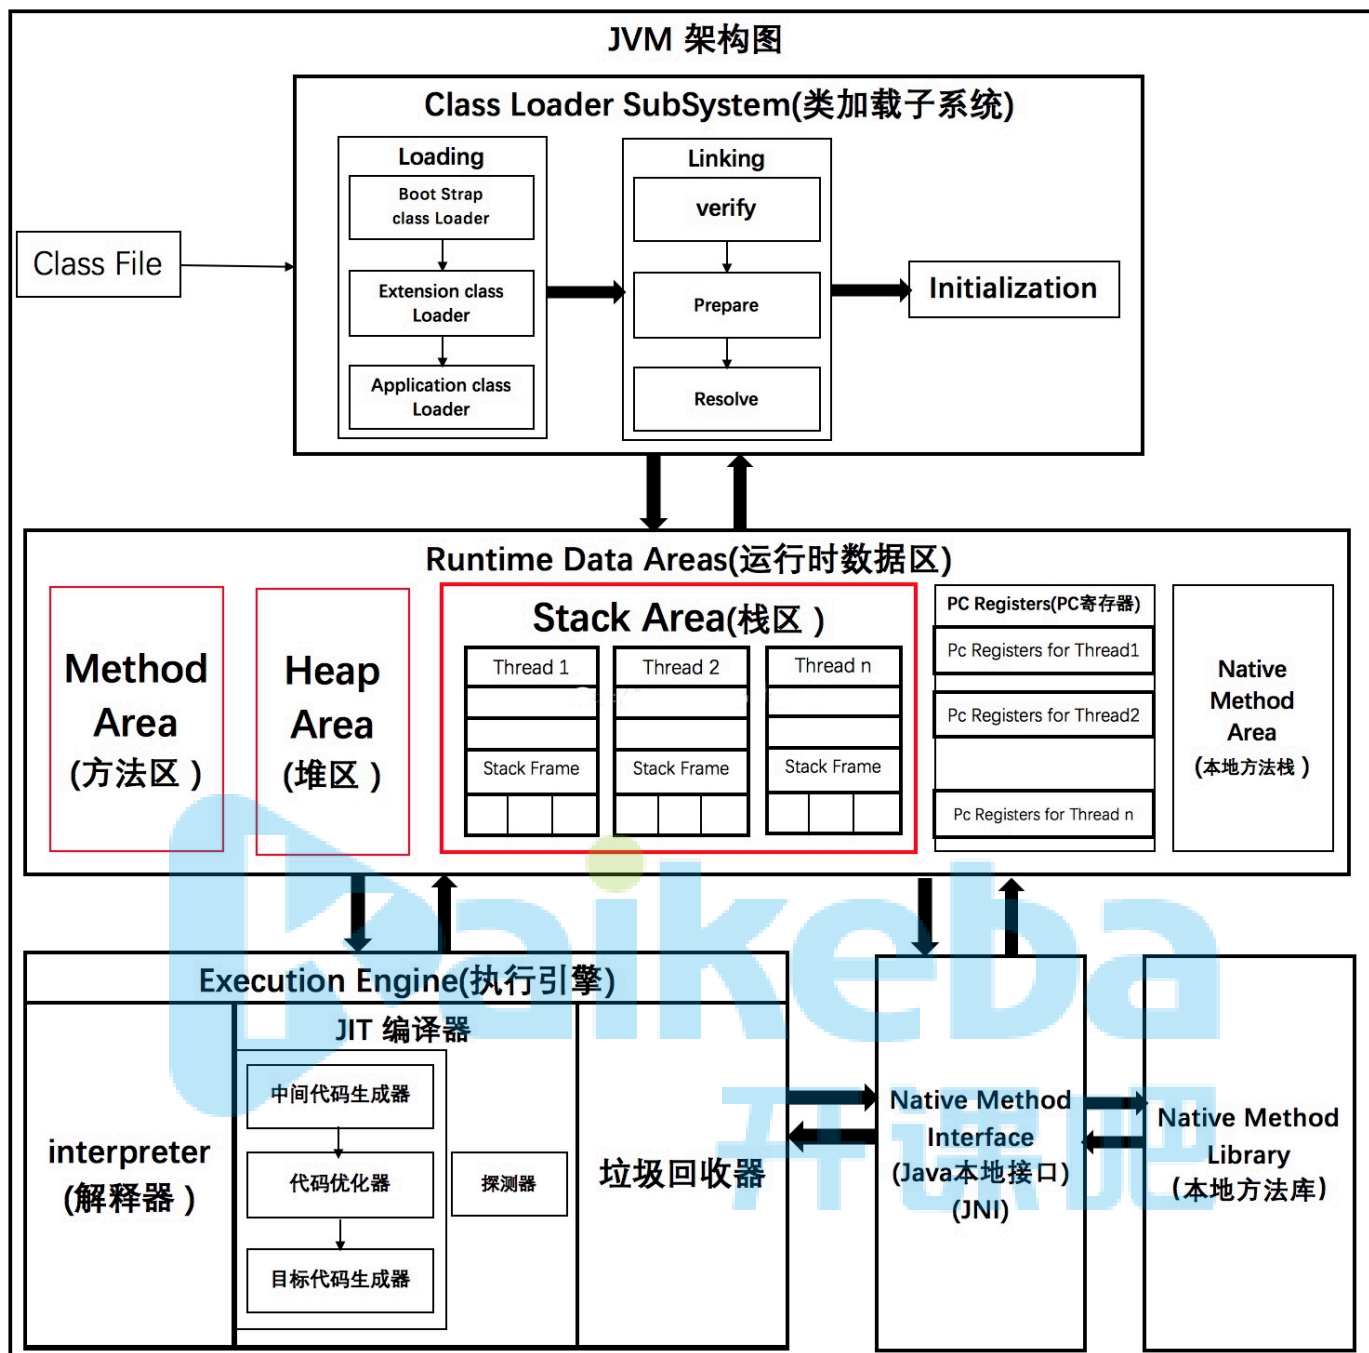 JVM 架构图
Class Loader SubSystem(类加载子系统)
Loading
Boot Strap
class Loader
Extension class
Loader
Application class
Loader
Linking
verify
Prepare
Resolve
Class File
Initialization
Runtime Data Areas(运行时数据区)
Method
Area
(方法区)
Heap
Area
(堆区)
Stack Area(栈区)
Thread 1
Stack Frame
Thread 2
Stack Frame
Thread n
Stack Frame
PC Registers(PC寄存器)
Pc Registers for Thread1
Pc Registers for Thread2
Pc Registers for Thread n
Native
Method
Area
(本地方法栈)
Execution Engine(执行引擎)
interpreter
(解释器)
JIT 编译器
中间代码生成器
代码优化器
目标代码生成器
探测器
垃圾回收器
Native Method
Interface
(Java本地接口)
(JNI)
Native Method
Library
(本地方法库)
kaikeba
开课吧